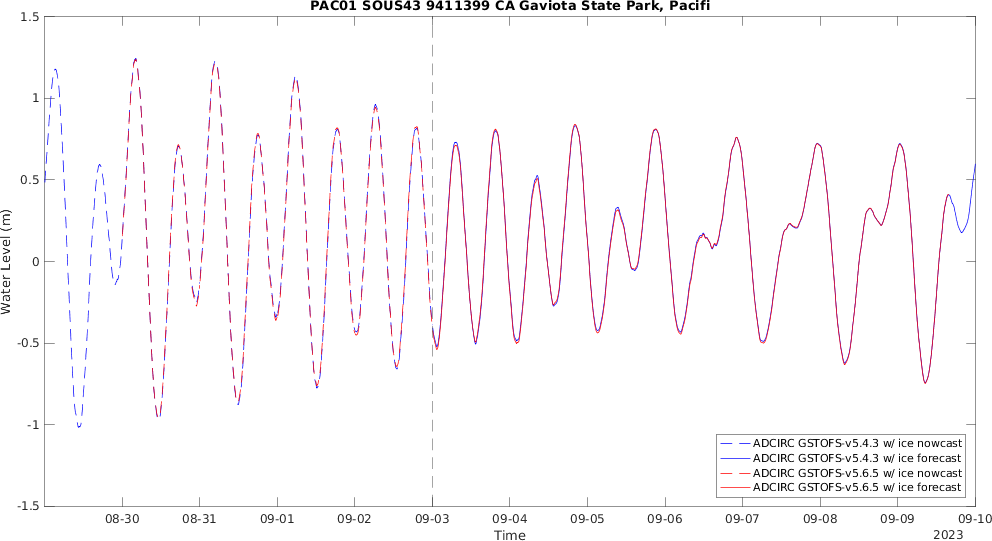 PAC01 SOUS43 9411399 CA Gaviota State Park, Pacifi
1.5
1
0.5
0
-0.5
-1
-1.5
Water Level (m)
ADCIRC GSTOFS-v5.4.3 w/ ice nowcast
ADCIRC GSTOFS-v5.4.3 w/ ice forecast
ADCIRC GSTOFS-v5.6.5 w/ ice nowcast
ADCIRC GSTOFS-v5.6.5 w/ ice forecast
08-30 08-31 09-01 09-02 09-03 09-04 09-05 09-06 09-07 09-08 09-09 09-10
Time
2023